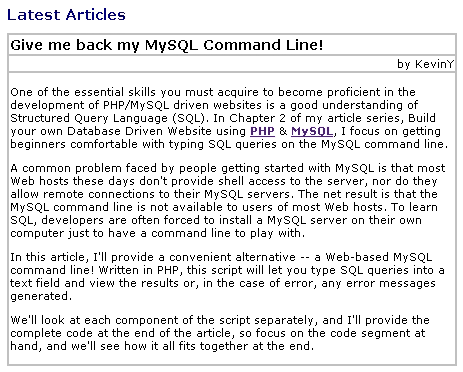 Latest Articles
Give me back my MySQL Command Line!
by KevinY
One of the essential skills you must acquire to become proficient in the
development of PHP/MySQL driven websites is a good understanding of
Structured Query Language (SQL). In Chapter 2 of my article series, Build
your own Database Driven Website using PHP & MySQL, I focus on getting
beginners comfortable with typing SQL queries on the MySQL command line.
A common problem faced by people getting started with MySQL is that most
Web hosts these days don't provide shell access to the server, nor do they
allow remote connections to their MySQL servers. The net result is that the
MySQL command line is not available to users of most Web hosts. To learn
SQL, developers are often forced to install a MySQL server on their own
computer just to have a command line to play with.
In this article, I'll provide a convenient alternative -- a Web-based MySQL
command line! Written in PHP, this script will let you type SQL queries into a
text field and view the results or, in the case of error, any error messages
generated.
We'll look at each component of the script separately, and I'll provide the
complete code at the end of the article, so focus on the code segment at
hand, and we'll see how it all fits together at the end.